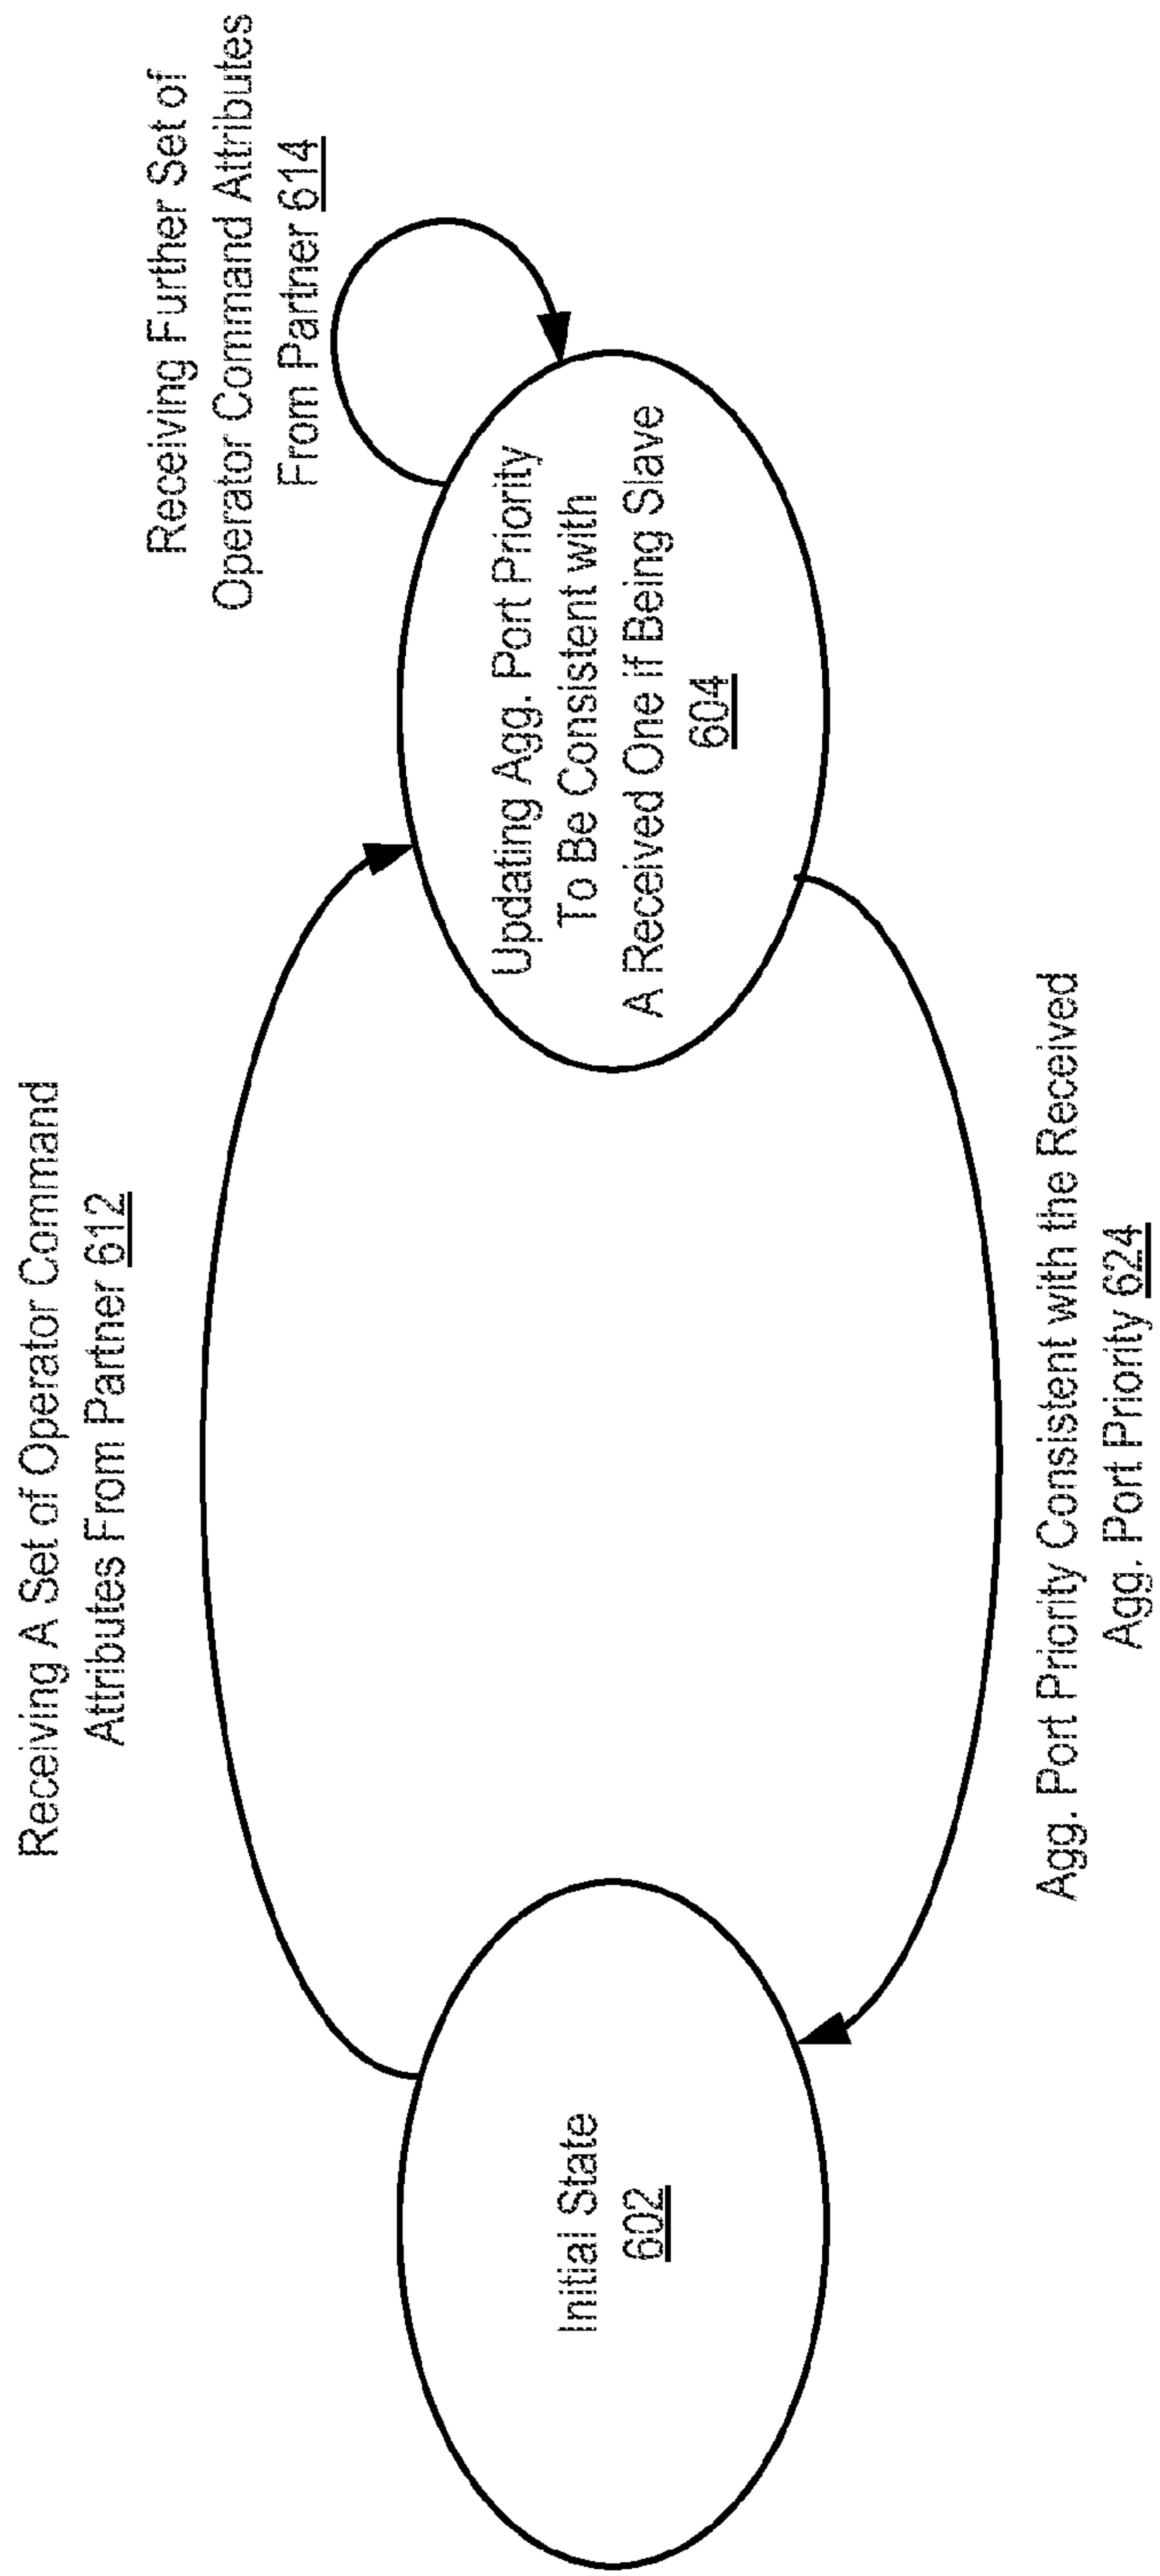 Receiving A Set of Operator Command
Attributes From Partner 612
Receiving Further Set of
Operator Command Attributes
From Partner 614
Initial State
602
Updating Agg. Port Priority
To Be Consistent with
A Received One if Being Slave
604
Agg. Port Priority Consistent with the Received
Agg. Port Priority 624